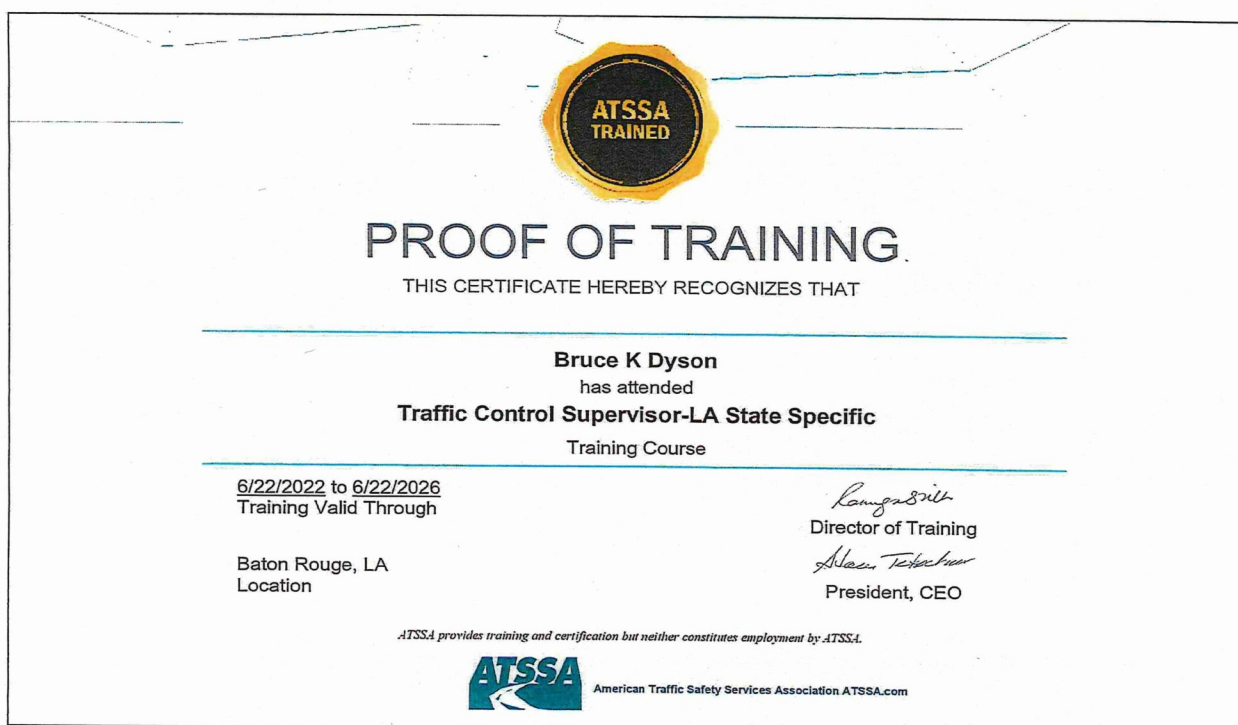 ATSSA
TRAINED
PROOF OF TRAINING
THIS CERTIFICATE HEREBY RECOGNIZES THAT
Bruce K Dyson
has attended
Traffic Control Supervisor-LA State Specific
Training Course
6/22/2022 to 6/22/2026
Training Valid Through
Baton Rouge, LA
Location
Director of Training
President, CEO
ATSSA provides training and certification but neither constitutes employment by ATSSA.
ATSSA
American Traffic Safety Services Association ATSSA.com